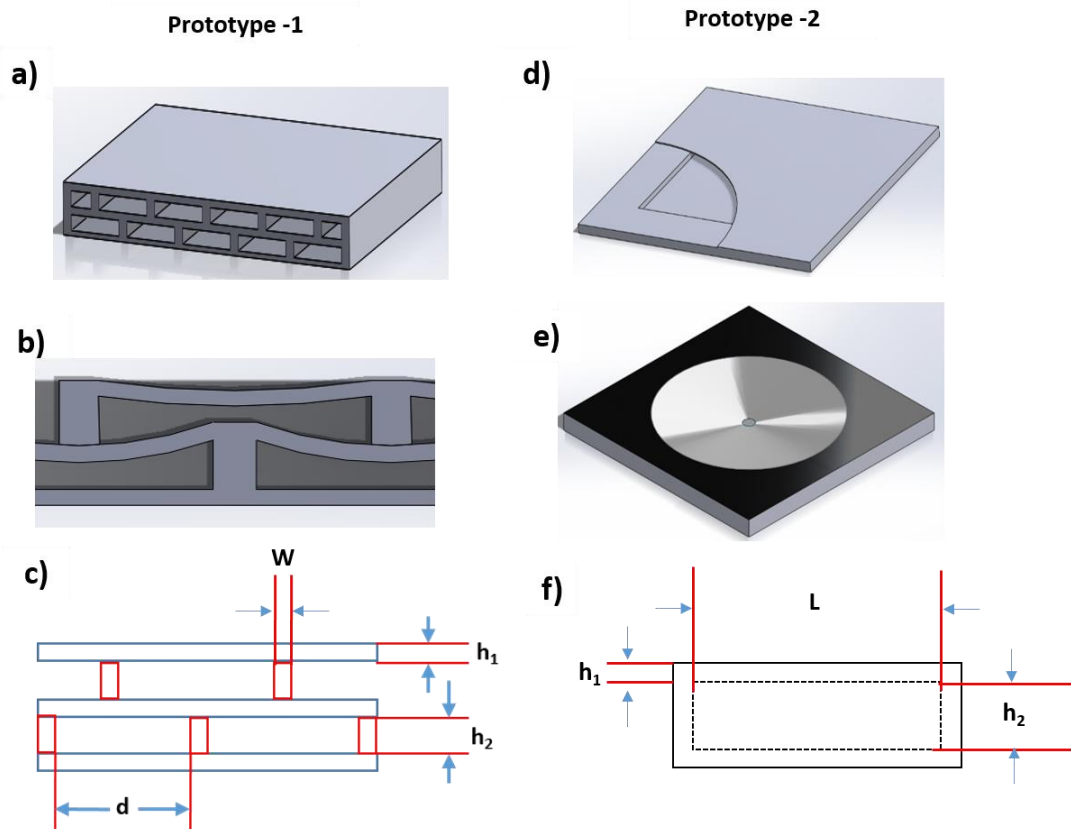 Prototype -1
Prototype -2
a)
d)
b)
e)
c)
W
h₁
h₂
d
f)
L
h₁
h₂